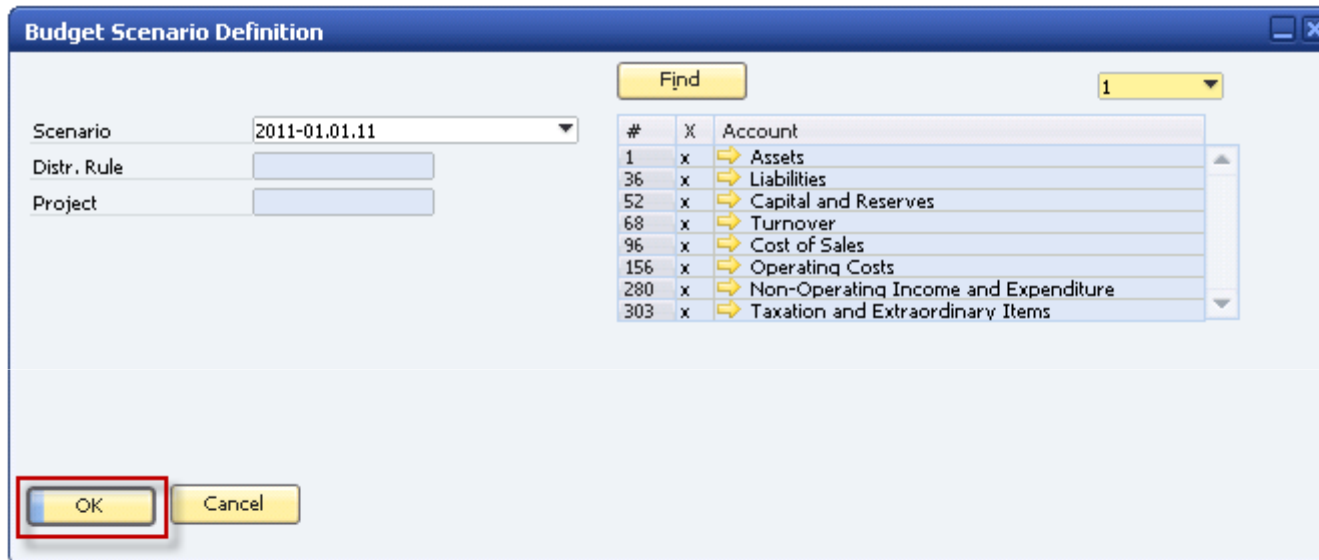 Budget Scenario Definition
Find
1
Scenario 2011-01.01.11
Distr. Rule
Project
# X Account
1 x Assets
36 x Liabilities
52 x Capital and Reserves
68 x Turnover
96 x Cost of Sales
156 x Operating Costs
280 x Non-Operating Income and Expenditure
303 x Taxation and Extraordinary Items
OK Cancel